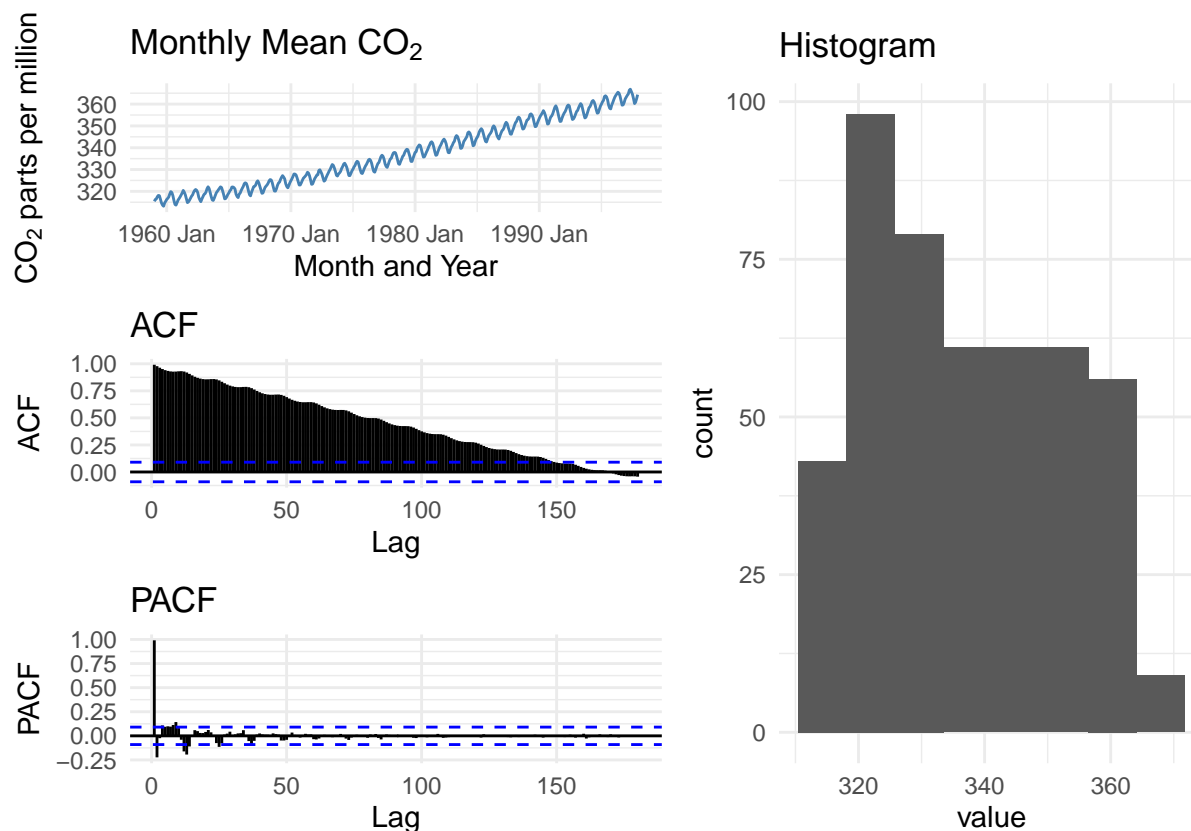 Monthly Mean CO₂
CO₂ parts per million
360
350
340
330
320
1960 Jan
1970 Jan
1980 Jan
1990 Jan
Month and Year
ACF
ACF
1.00
0.75
0.50
0.25
0.00
0
50
100
150
Lag
PACF
PACF
1.00
0.75
0.50
0.25
0.00
−0.25
0
50
100
150
Lag
Histogram
count
100
75
50
25
0
320
340
360
value